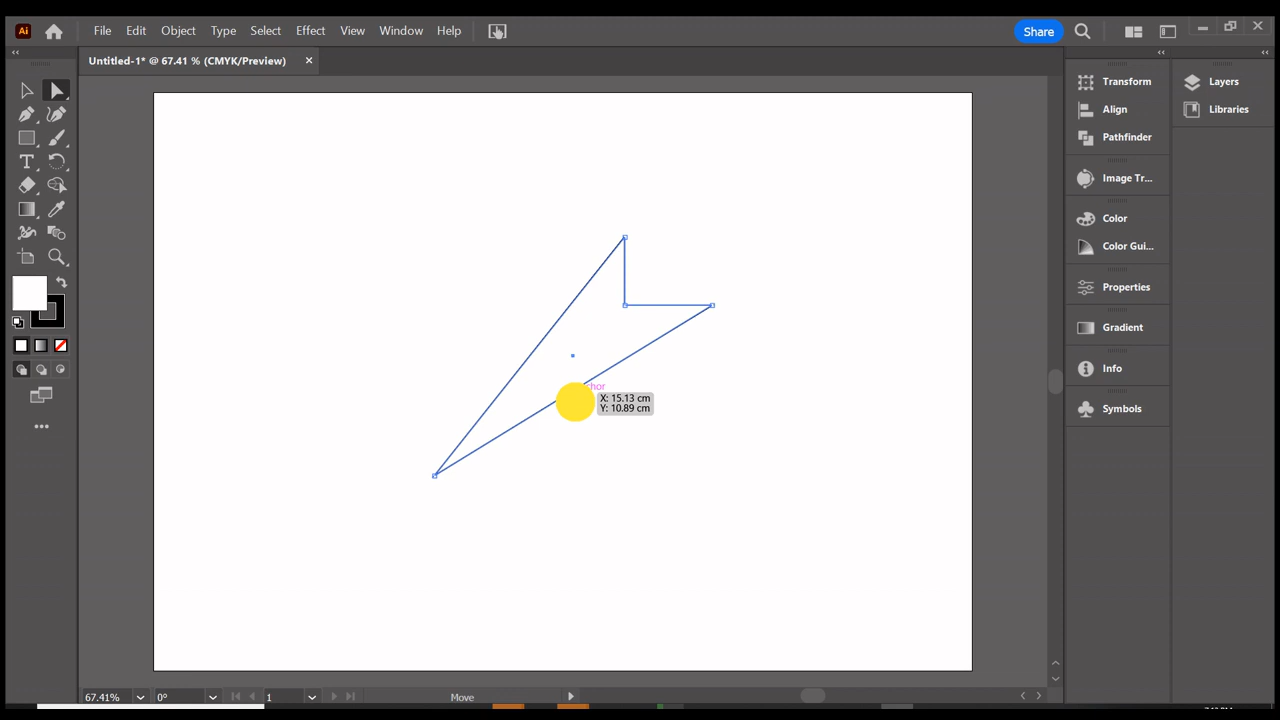 Ai File Edit Object Type Select Effect View Window Help Share
Untitled-1* @ 67.41 % (CMYK/Preview) ×
Transform
Align
Pathfinder
Image Tr...
Color
Color Gui...
Properties
Gradient
Info
Symbols
Layers
Libraries
X: 15.13 cm
Y: 10.89 cm
67.41% 0° 1 Move